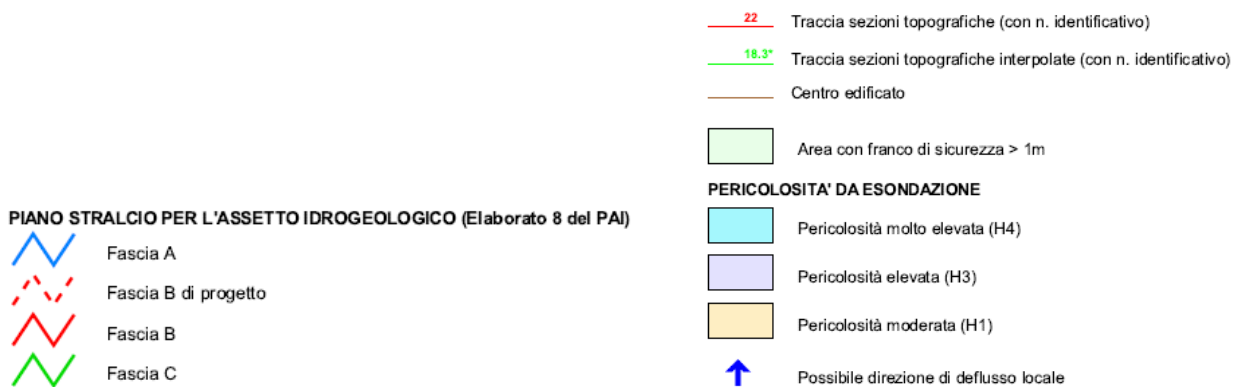 22 Traccia sezioni topografiche (con n. identificativo)
18.3* Traccia sezioni topografiche interpolate (con n. identificativo)
Centro edificato
Area con franco di sicurezza > 1m
PERICOLOSITA' DA ESONDAZIONE
Pericolosità molto elevata (H4)
Pericolosità elevata (H3)
Pericolosità moderata (H1)
Possibile direzione di deflusso locale
PIANO STRALCIO PER L'ASSETTO IDROGEOLOGICO (Elaborato 8 del PAI)
Fascia A
Fascia B di progetto
Fascia B
Fascia C